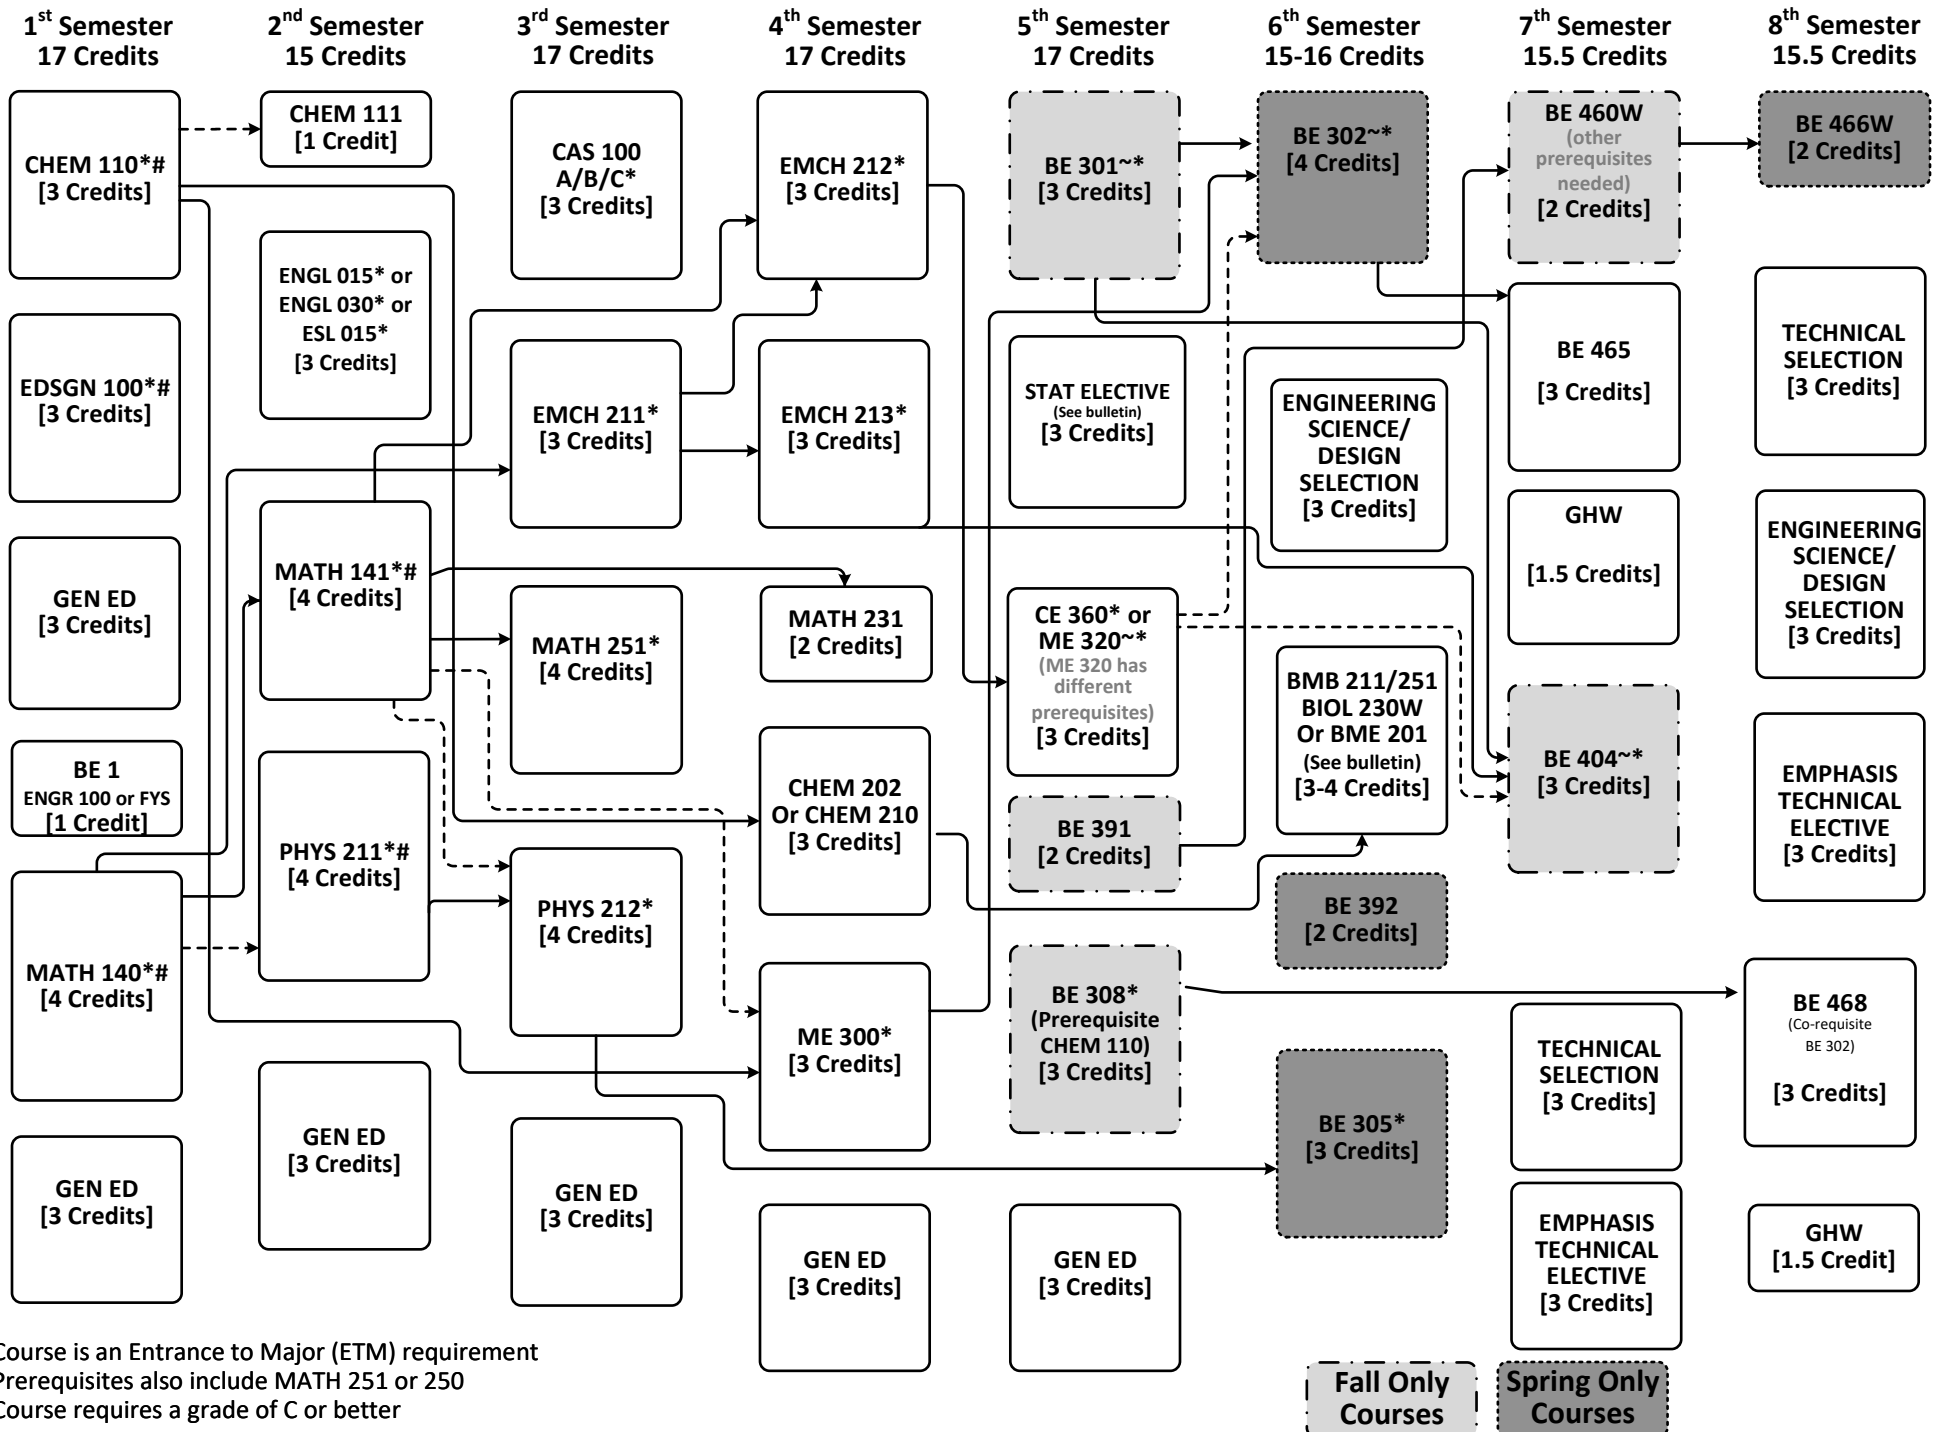 1st Semester
17 Credits
2nd Semester
15 Credits
3rd Semester
17 Credits
4th Semester
17 Credits
5th Semester
17 Credits
6th Semester
15-16 Credits
7th Semester
15.5 Credits
8th Semester
15.5 Credits
CHEM 110*#
[3 Credits]
EDSGN 100*#
[3 Credits]
GEN ED
[3 Credits]
BE 1
ENGR 100 or FYS
[1 Credit]
MATH 140*#
[4 Credits]
GEN ED
[3 Credits]
CHEM 111
[1 Credit]
ENGL 015* or
ENGL 030* or
ESL 015*
[3 Credits]
MATH 141*#
[4 Credits]
PHYS 211*#
[4 Credits]
GEN ED
[3 Credits]
CAS 100
A/B/C*
[3 Credits]
EMCH 211*
[3 Credits]
MATH 251*
[4 Credits]
PHYS 212*
[4 Credits]
GEN ED
[3 Credits]
EMCH 212*
[3 Credits]
EMCH 213*
[3 Credits]
MATH 231
[2 Credits]
CHEM 202
Or CHEM 210
[3 Credits]
ME 300*
[3 Credits]
GEN ED
[3 Credits]
BE 301~*
[3 Credits]
STAT ELECTIVE
(See bulletin)
[3 Credits]
CE 360* or
ME 320~*
(ME 320 has
different
prerequisites)
[3 Credits]
BE 391
[2 Credits]
BE 308*
(Prerequisite
CHEM 110)
[3 Credits]
GEN ED
[3 Credits]
BE 302~*
[4 Credits]
ENGINEERING
SCIENCE/
DESIGN
SELECTION
[3 Credits]
BMB 211/251
BIOL 230W
Or BME 201
(See bulletin)
[3-4 Credits]
BE 392
[2 Credits]
BE 305*
[3 Credits]
BE 460W
(other
prerequisites
needed)
[2 Credits]
BE 465
[3 Credits]
GHW
[1.5 Credits]
BE 404~*
[3 Credits]
TECHNICAL
SELECTION
[3 Credits]
EMPHASIS
TECHNICAL
ELECTIVE
[3 Credits]
BE 466W
[2 Credits]
TECHNICAL
SELECTION
[3 Credits]
ENGINEERING
SCIENCE/
DESIGN
SELECTION
[3 Credits]
EMPHASIS
TECHNICAL
ELECTIVE
[3 Credits]
BE 468
(Co-requisite
BE 302)
[3 Credits]
GHW
[1.5 Credit]
Course is an Entrance to Major (ETM) requirement
Prerequisites also include MATH 251 or 250
Course requires a grade of C or better
Fall Only
Courses
Spring Only
Courses